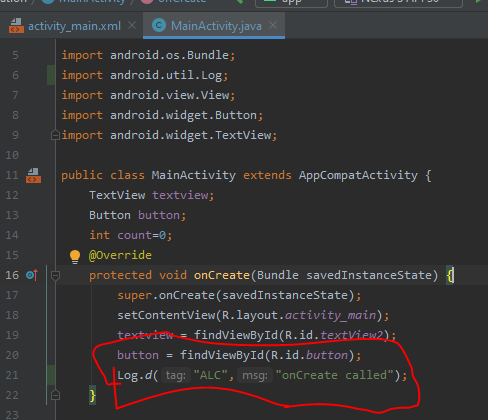 MainActivity
onCreate
app
activity_main.xml
MainActivity.java
5 import android.os.Bundle;
6 import android.util.Log;
7 import android.view.View;
8 import android.widget.Button;
9 import android.widget.TextView;
10
11 public class MainActivity extends AppCompatActivity {
12 TextView textview;
13 Button button;
14 int count=0;
15 @Override
16 protected void onCreate(Bundle savedInstanceState) {
17 super.onCreate(savedInstanceState);
18 setContentView(R.layout.activity_main);
19 textview = findViewById(R.id.textView2);
20 button = findViewById(R.id.button);
21 Log.d( tag: "ALC", msg: "onCreate called");
22 }
23